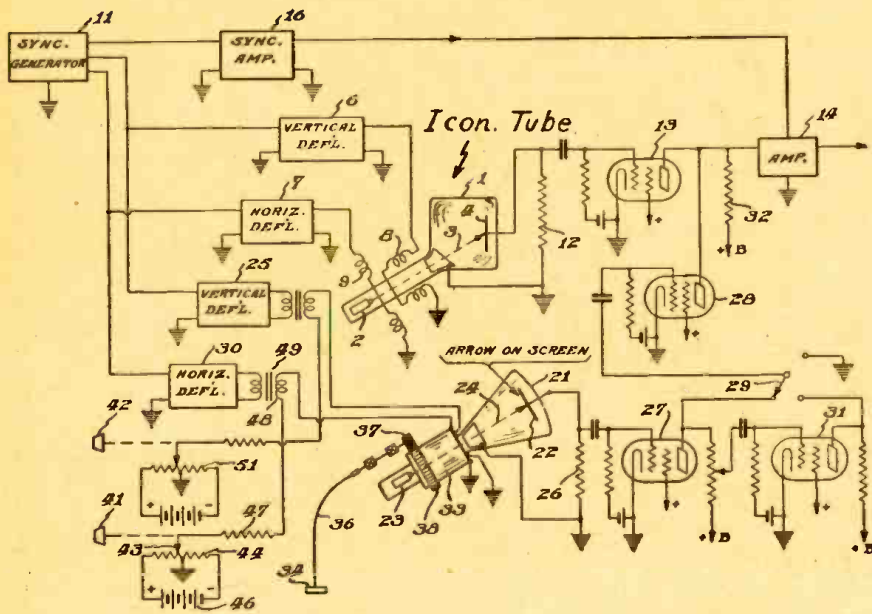 11
16
SYNC.
GENERATOR
SYNC.
AMP.
6
VERTICAL
DEFL.
Icon. Tube
13
14
AMP.
7
HORIZ.
DEFL.
1
4
3
8
9
2
12
32
+B
25
VERTICAL
DEF'L.
28
+
+
30
HORIZ.
DEFL.
49
48
ARROW ON SCREEN
24
21
22
29
42
51
+ -
37
23
38
33
36
26
27
31
+
+
+B
+B
41
47
43
44
+ -
46
34